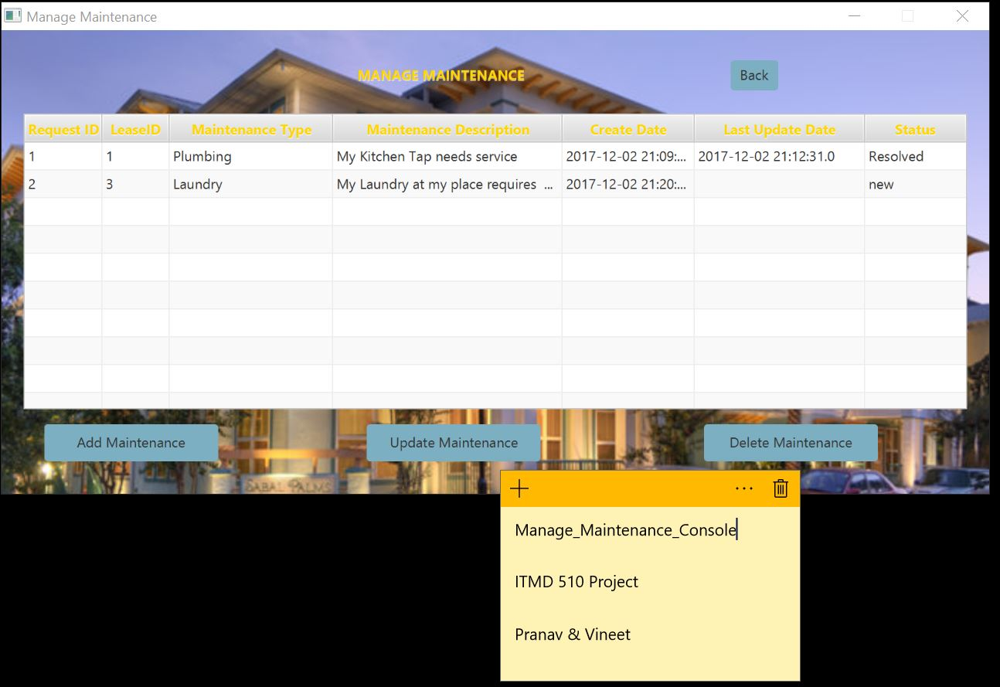 Manage Maintenance
MANAGE MAINTENANCE
Back
Request ID LeaseID Maintenance Type Maintenance Description Create Date Last Update Date Status
1 1 Plumbing My Kitchen Tap needs service 2017-12-02 21:09:... 2017-12-02 21:12:31.0 Resolved
2 3 Laundry My Laundry at my place requires ... 2017-12-02 21:20:... new
Add Maintenance Update Maintenance Delete Maintenance
SABAL PALMS
Manage_Maintenance_Console
ITMD 510 Project
Pranav & Vineet